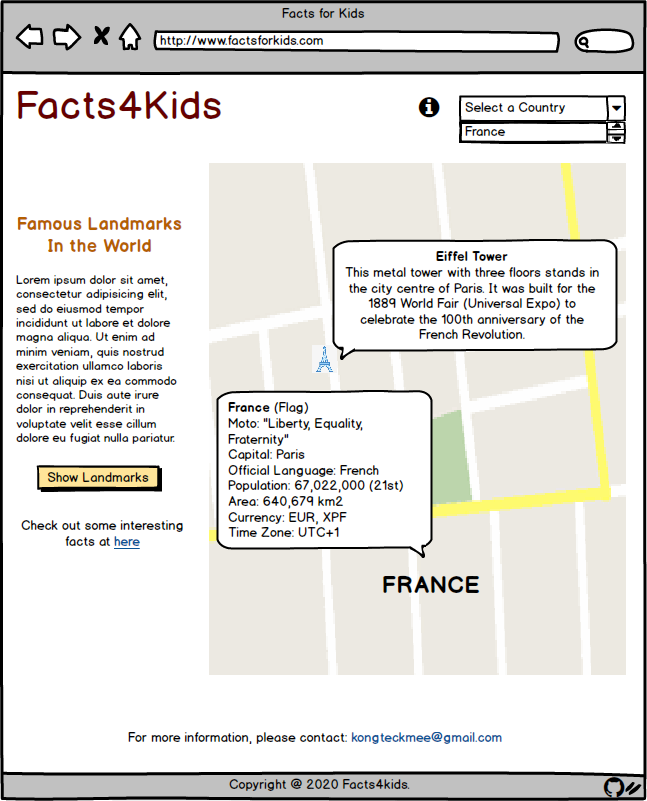 Facts for Kids
http://www.factsforkids.com
Facts4Kids
Select a Country
France
Famous Landmarks
In the World
Lorem ipsum dolor sit amet,
consectetur adipisicing elit,
sed do eiusmod tempor
incididunt ut labore et dolore
magna aliqua. Ut enim ad
minim veniam, quis nostrud
exercitation ullamco laboris
nisi ut aliquip ex ea commodo
consequat. Duis aute irure
dolor in reprehenderit in
voluptate velit esse cillum
dolore eu fugiat nulla pariatur.
Show Landmarks
Check out some interesting
facts at here
Eiffel Tower
This metal tower with three floors stands in
the city centre of Paris. It was built for the
1889 World Fair (Universal Expo) to
celebrate the 100th anniversary of the
French Revolution.
France (Flag)
Moto: "Liberty, Equality,
Fraternity"
Capital: Paris
Official Language: French
Population: 67,022,000 (21st)
Area: 640,679 km2
Currency: EUR, XPF
Time Zone: UTC+1
FRANCE
For more information, please contact: kongteckmee@gmail.com
Copyright @ 2020 Facts4kids.